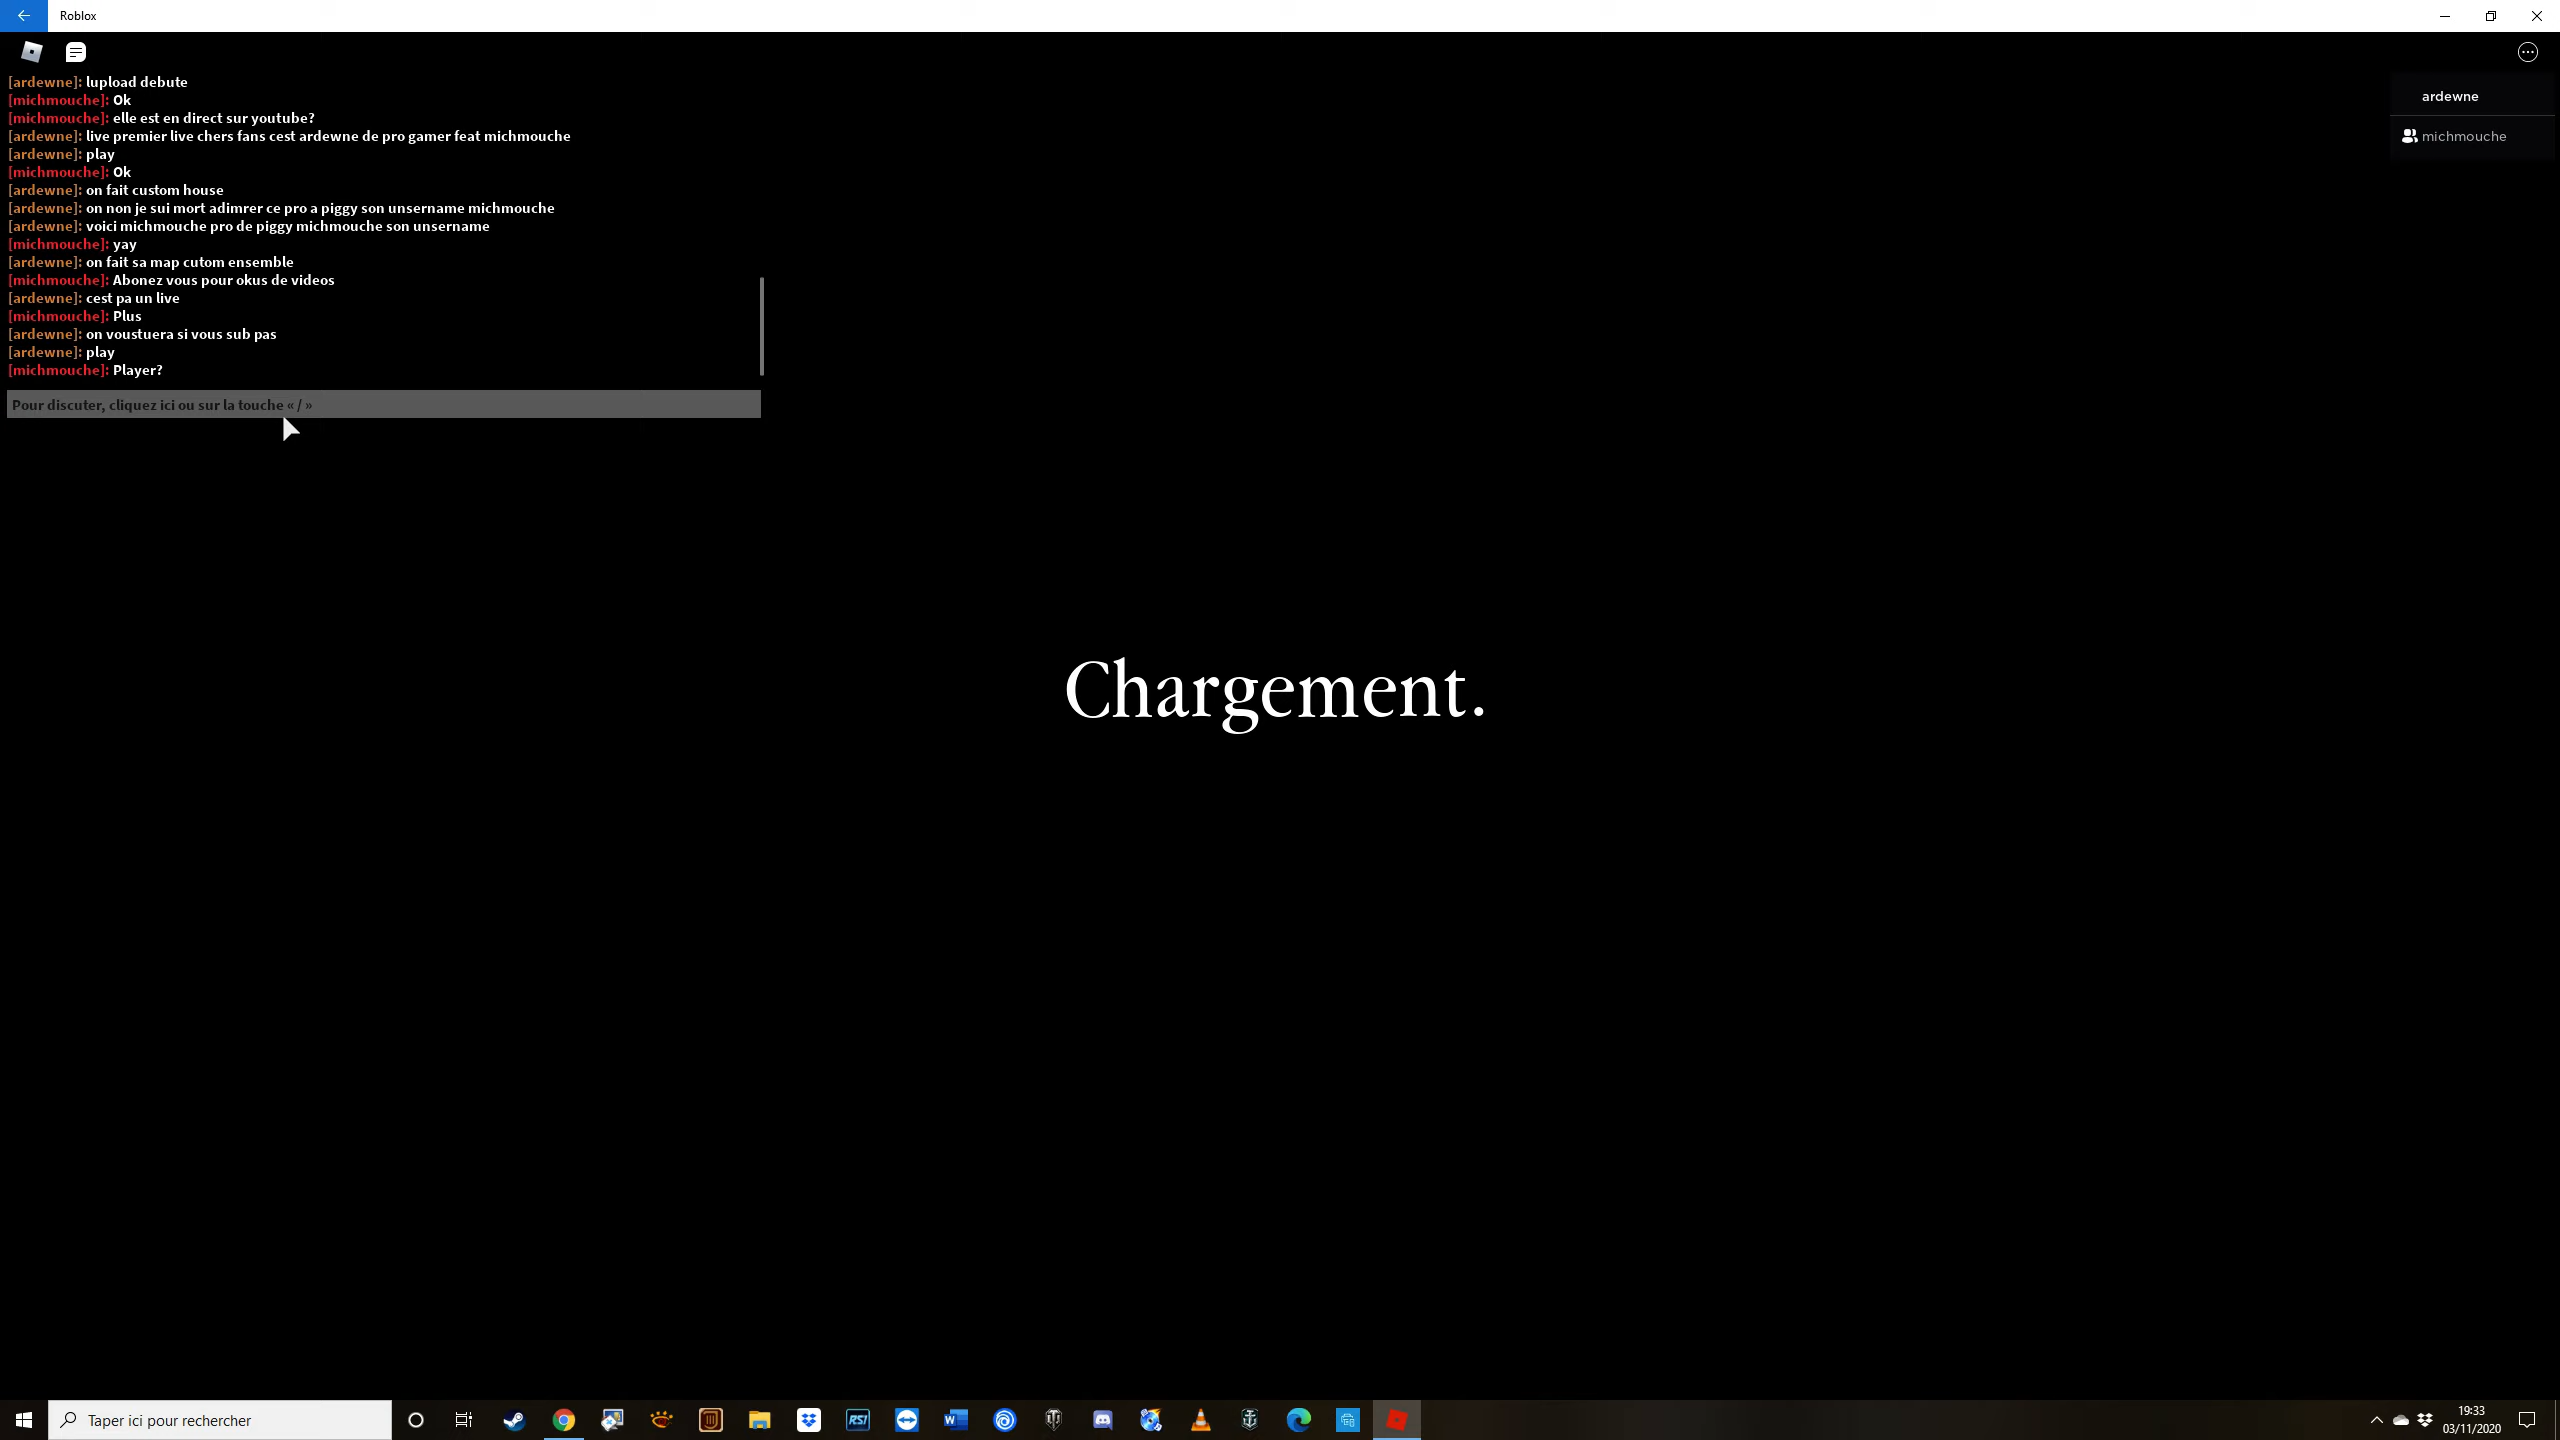 Roblox
[ardewne]: lupload debute
[michmouche]: Ok
[michmouche]: elle est en direct sur youtube?
[ardewne]: live premier live chers fans cest ardewne de pro gamer feat michmouche
[ardewne]: play
[michmouche]: Ok
[ardewne]: on fait custom house
[ardewne]: on non je sui mort adimrer ce pro a piggy son unsername michmouche
[ardewne]: voici michmouche pro de piggy michmouche son unsername
[michmouche]: yay
[ardewne]: on fait sa map cutom ensemble
[michmouche]: Abonez vous pour okus de videos
[ardewne]: cest pa un live
[michmouche]: Plus
[ardewne]: on voustuera si vous sub pas
[ardewne]: play
[michmouche]: Player?
Pour discuter, cliquez ici ou sur la touche « / »
ardewne
michmouche
Chargement.
Taper ici pour rechercher
RSI
W
19:33
03/11/2020